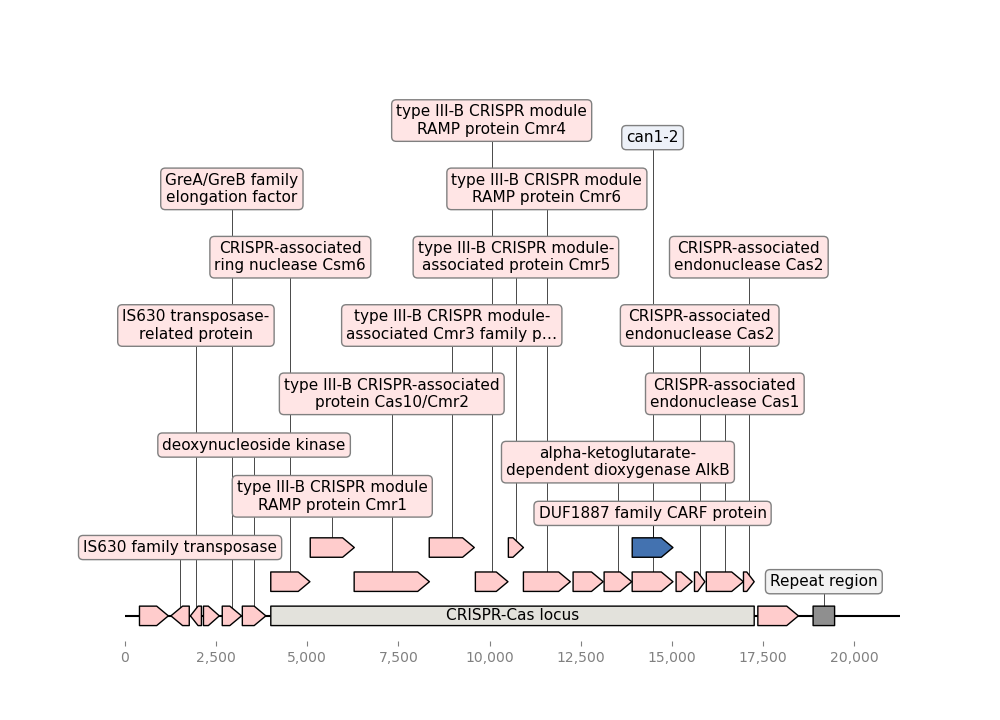 type III-B CRISPR module
RAMP protein Cmr4
can1-2
GreA/GreB family
elongation factor
type III-B CRISPR module
RAMP protein Cmr6
CRISPR-associated
ring nuclease Csm6
type III-B CRISPR module-
associated protein Cmr5
CRISPR-associated
endonuclease Cas2
IS630 transposase-
related protein
type III-B CRISPR module-
associated Cmr3 family p…
CRISPR-associated
endonuclease Cas2
type III-B CRISPR-associated
protein Cas10/Cmr2
CRISPR-associated
endonuclease Cas1
deoxynucleoside kinase
alpha-ketoglutarate-
dependent dioxygenase AlkB
type III-B CRISPR module
RAMP protein Cmr1
DUF1887 family CARF protein
IS630 family transposase
Repeat region
CRISPR-Cas locus
0
2,500
5,000
7,500
10,000
12,500
15,000
17,500
20,000